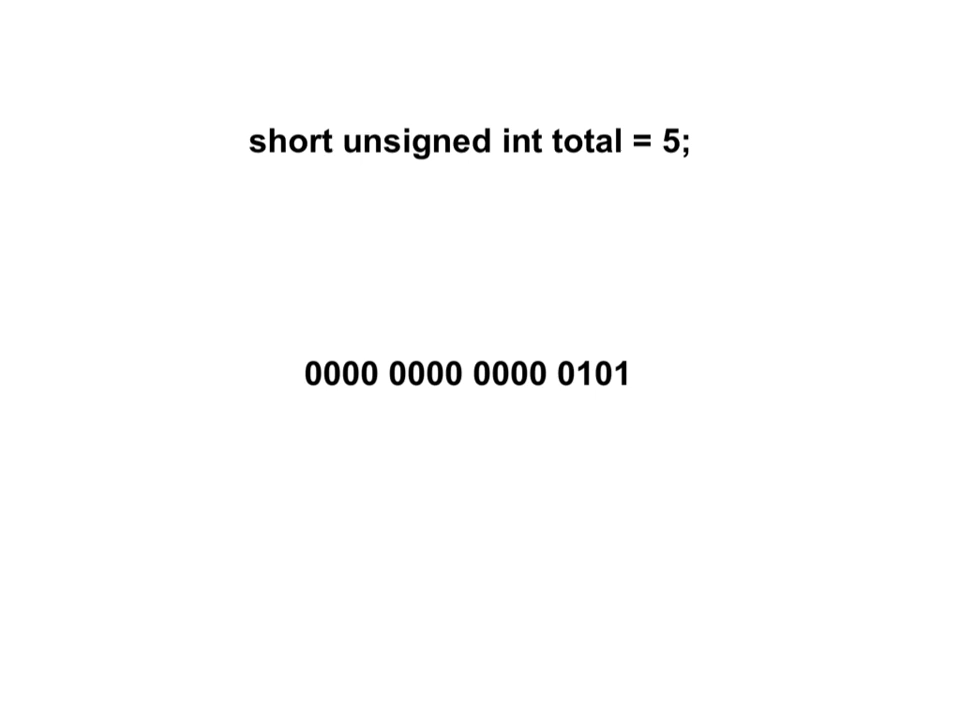 short unsigned int total = 5;
0000 0000 0000 0101